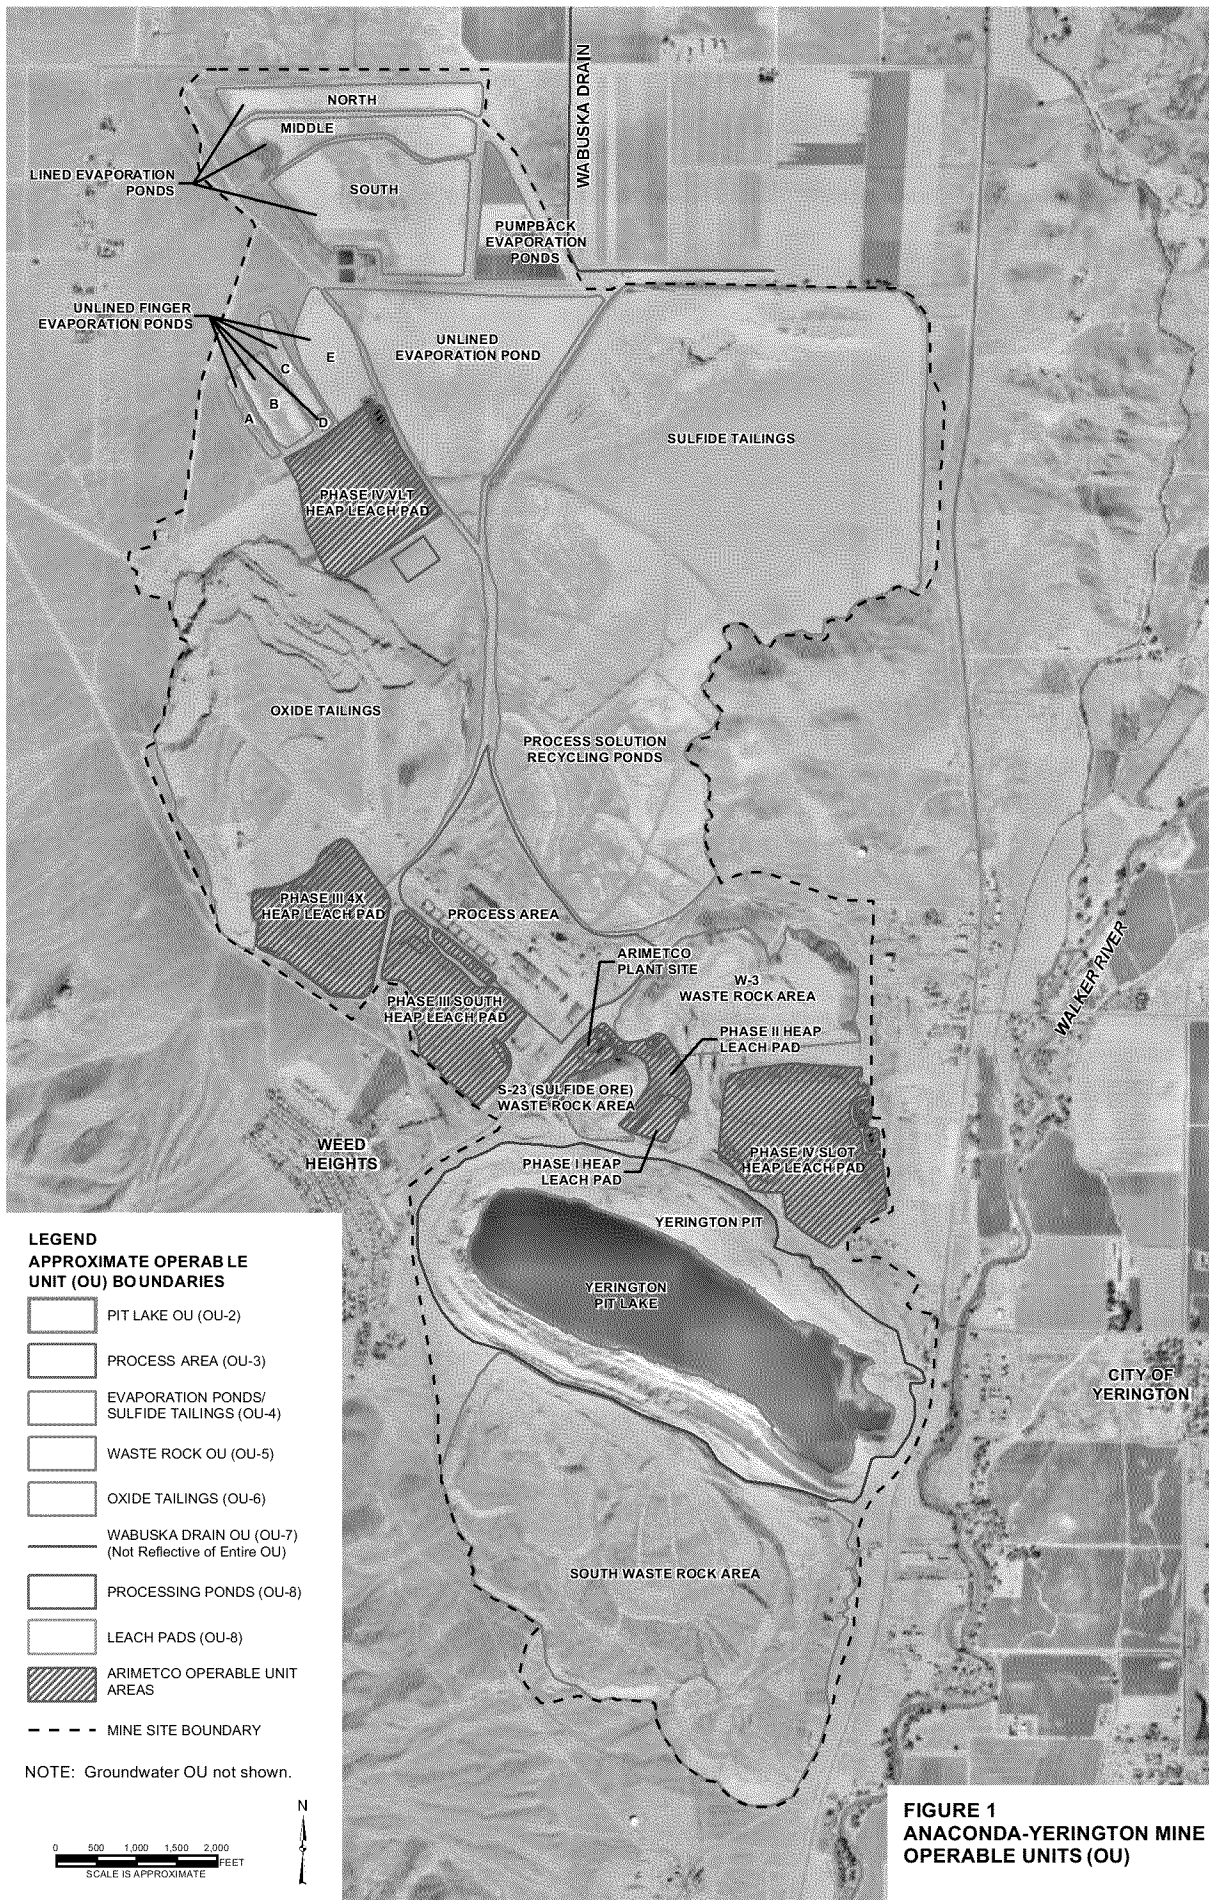 WABUSKA DRAIN
NORTH
MIDDLE
LINED EVAPORATION
PONDS
SOUTH
PUMPBACK
EVAPORATION
PONDS
UNLINED FINGER
EVAPORATION PONDS
UNLINED
EVAPORATION POND
E
C
B
A
D
SULFIDE TAILINGS
PHASE IV VLT
HEAP LEACH PAD
OXIDE TAILINGS
PROCESS SOLUTION
RECYCLING PONDS
PHASE III 4X
HEAP LEACH PAD
PROCESS AREA
ARIMETCO
PLANT SITE
W-3
WASTE ROCK AREA
WALKER RIVER
PHASE III SOUTH
HEAP LEACH PAD
PHASE II HEAP
LEACH PAD
S-23 (SULFIDE ORE)
WASTE ROCK AREA
WEED
HEIGHTS
PHASE I HEAP
LEACH PAD
PHASE IV SLOT
HEAP LEACH PAD
YERINGTON PIT
YERINGTON
PIT LAKE
CITY OF
YERINGTON
SOUTH WASTE ROCK AREA
LEGEND
APPROXIMATE OPERABLE
UNIT (OU) BOUNDARIES
PIT LAKE OU (OU-2)
PROCESS AREA (OU-3)
EVAPORATION PONDS/
SULFIDE TAILINGS (OU-4)
WASTE ROCK OU (OU-5)
OXIDE TAILINGS (OU-6)
WABUSKA DRAIN OU (OU-7)
(Not Reflective of Entire OU)
PROCESSING PONDS (OU-8)
LEACH PADS (OU-8)
ARIMETCO OPERABLE UNIT
AREAS
MINE SITE BOUNDARY
NOTE: Groundwater OU not shown.
N
0 500 1,000 1,500 2,000
FEET
SCALE IS APPROXIMATE
FIGURE 1
ANACONDA-YERINGTON MINE
OPERABLE UNITS (OU)